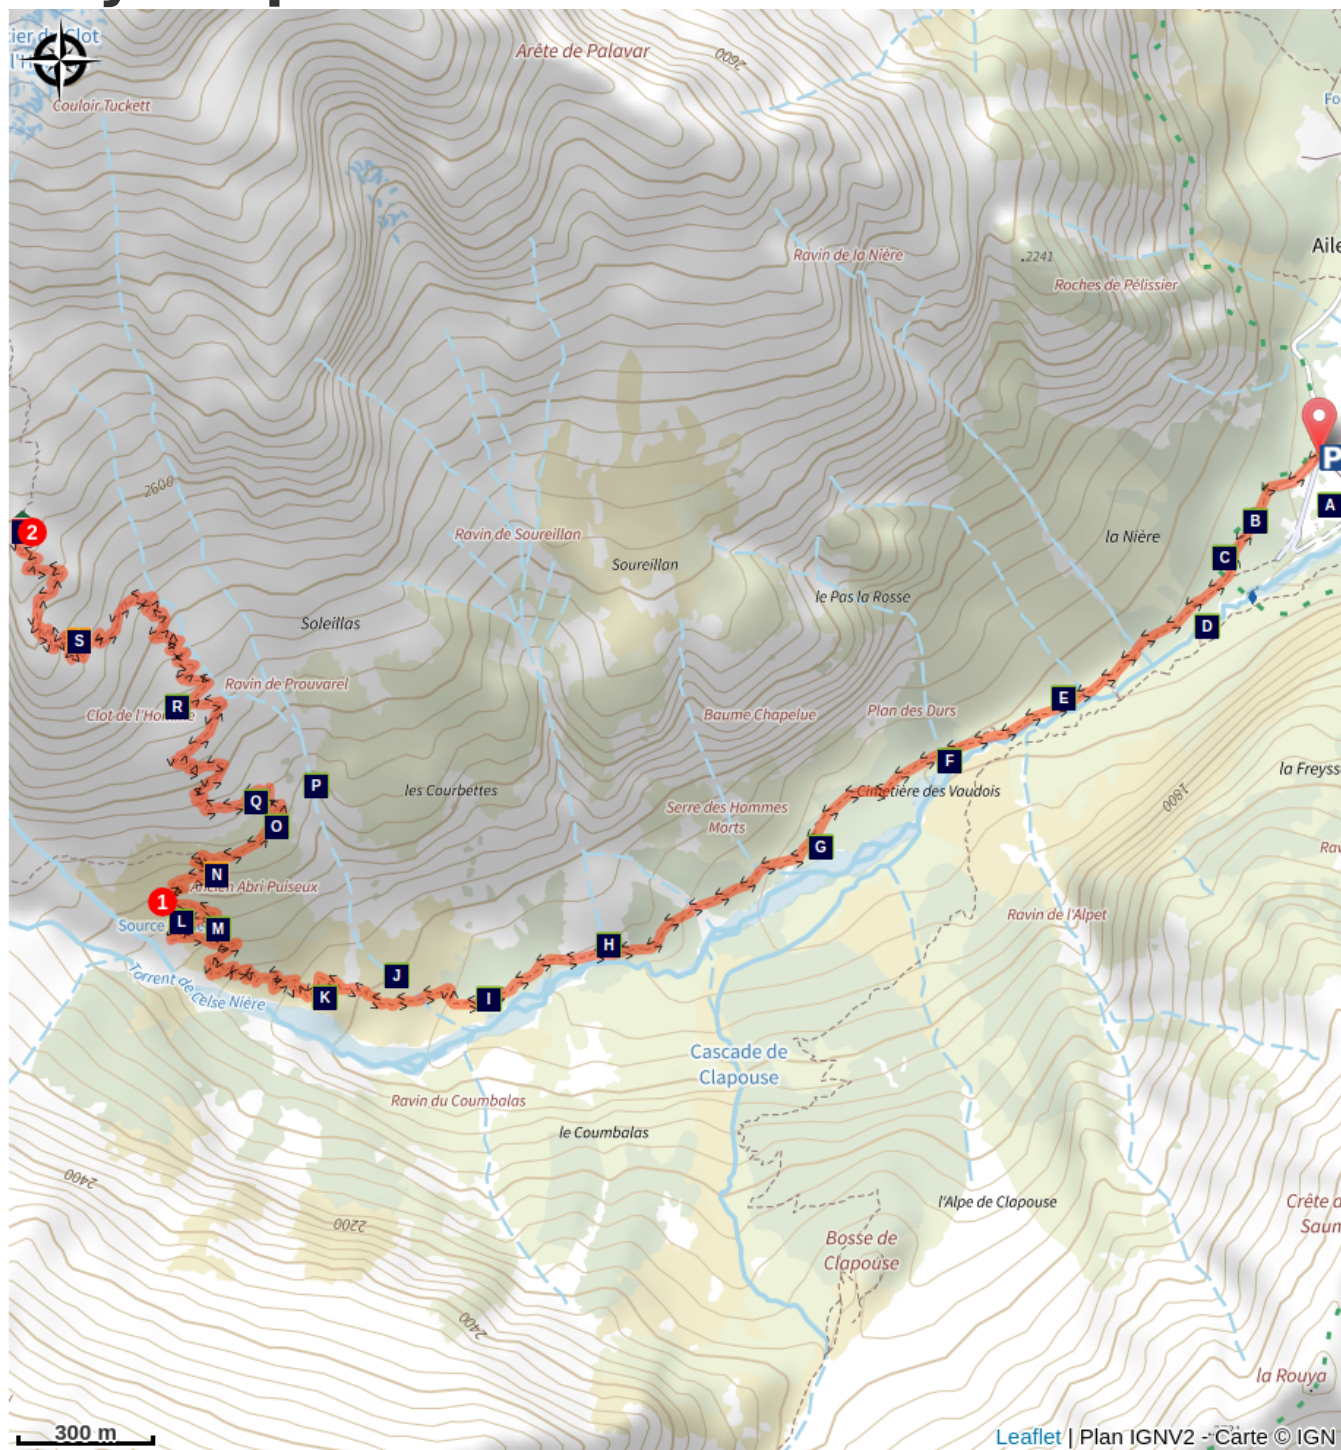 Arête de Palavar
2600
Couloir Tuckett
Ravin de la Nière
2241
Roches de Pélissier
P
A
B
2600
2
Ravin de Soureillan
la Nière
C
Soureillan
le Pas la Rosse
Soleillas
D
S
Ravin de Prouvarel
E
R
Clot de l'Homme
Baume Chapelue
Plan des Durs
F
P
les Courbettes
Cimetière des Vaudois
1800
Q
Serre des Hommes
Morts
O
G
N
Ancien Abri Puiseux
1
L
M
Source
Ravin de l'Alpet
H
J
Torrent de Celse Nière
K
I
Cascade de
Clapouse
Ravin du Coumbalas
le Coumbalas
2400
l'Alpe de Clapouse
2200
Bosse de
Clapouse
2400
la Rouya
300 m
Leaflet | Plan IGNV2 - Carte © IGN